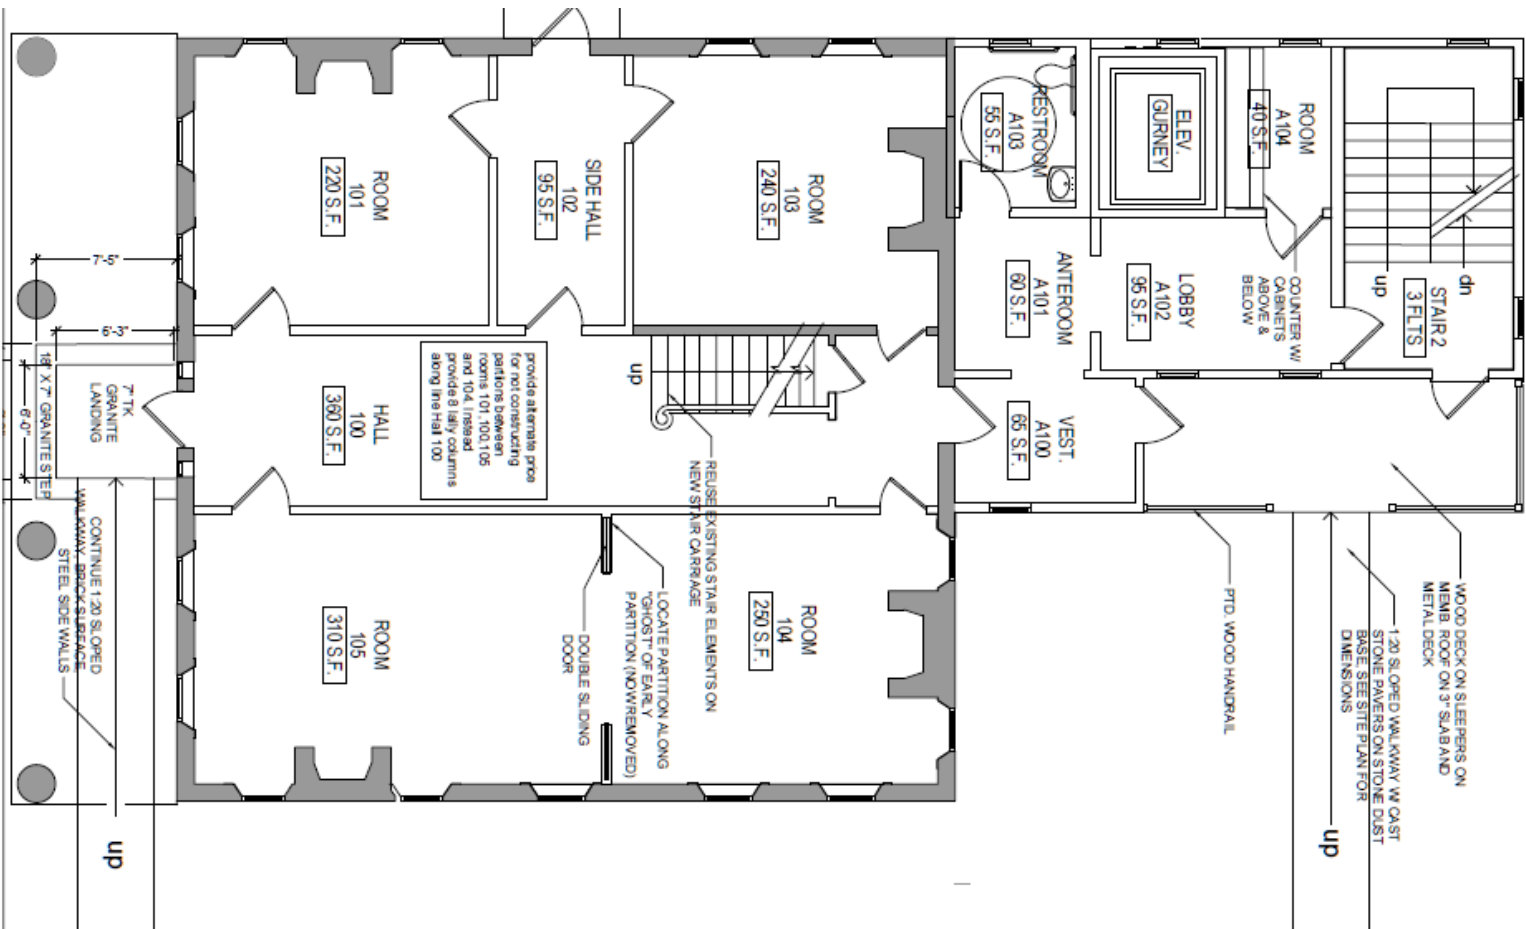 ROOM
101
220 S.F.
SIDE HALL
102
95 S.F.
ROOM
103
240 S.F.
RESTROOM
A103
55 S.F.
ELEV.
GURNEY
ROOM
A104
40 S.F.
STAIR 2
3 FLTS
dn
up
COUNTER W/
CABINETS
ABOVE &
BELOW
LOBBY
A102
95 S.F.
ANTEROOM
A101
60 S.F.
VEST.
A100
65 S.F.
HALL
100
360 S.F.
provide alternate price
for not constructing
partiions between
rooms 101,100,105
and 104. Instead
provide 8 lally columns
along line Hall 100
up
REUSE EXISTING STAIR ELEMENTS ON
NEW STAIR CARRIAGE
ROOM
104
250 S.F.
LOCATE PARTITION ALONG
"GHOST" OF EARLY
PARTITION (NOW REMOVED)
DOUBLE SLIDING
DOOR
ROOM
105
310 S.F.
7'-5"
6'-3"
6'-0"
7" TK
GRANITE
LANDING
18" X 7" GRANITE STEP
CONTINUE 1:20 SLOPED
WALKWAY, BRICK SURFACE,
STEEL SIDE WALLS
up
PTD. WOOD HANDRAIL
WOOD DECK ON SLEEPERS ON
MEMB. ROOF ON 3" SLAB AND
METAL DECK
1:20 SLOPED WALKWAY W/ CAST
STONE PAVERS ON STONE DUST
BASE, SEE SITE PLAN FOR
DIMENSIONS
up